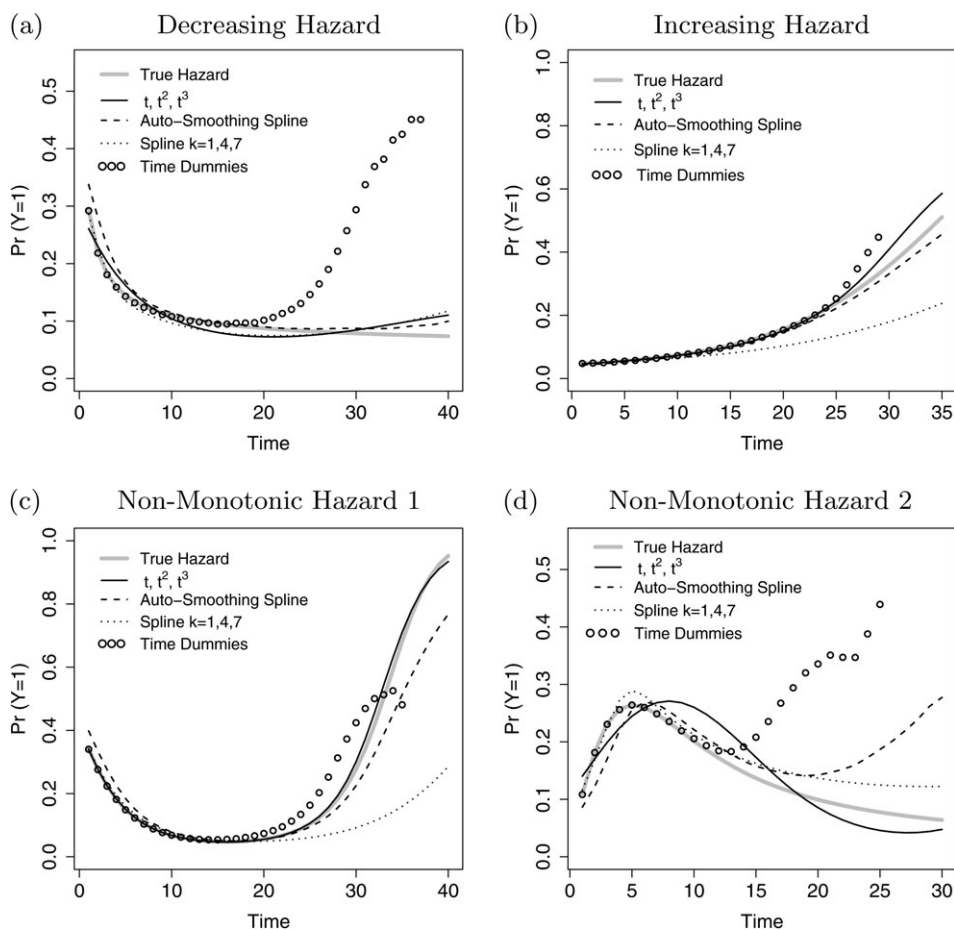 (a) Decreasing Hazard
Pr (Y=1)
0.0 0.1 0.2 0.3 0.4 0.5
True Hazard
t, t², t³
Auto−Smoothing Spline
Spline k=1,4,7
Time Dummies
0 10 20 30 40
Time
(b) Increasing Hazard
Pr (Y=1)
0.0 0.2 0.4 0.6 0.8 1.0
True Hazard
t, t², t³
Auto−Smoothing Spline
Spline k=1,4,7
Time Dummies
0 5 10 15 20 25 30 35
Time
(c) Non-Monotonic Hazard 1
Pr (Y=1)
0.0 0.2 0.4 0.6 0.8 1.0
True Hazard
t, t², t³
Auto−Smoothing Spline
Spline k=1,4,7
Time Dummies
0 10 20 30 40
Time
(d) Non-Monotonic Hazard 2
Pr (Y=1)
0.0 0.1 0.2 0.3 0.4 0.5
True Hazard
t, t², t³
Auto−Smoothing Spline
Spline k=1,4,7
Time Dummies
0 5 10 15 20 25 30
Time